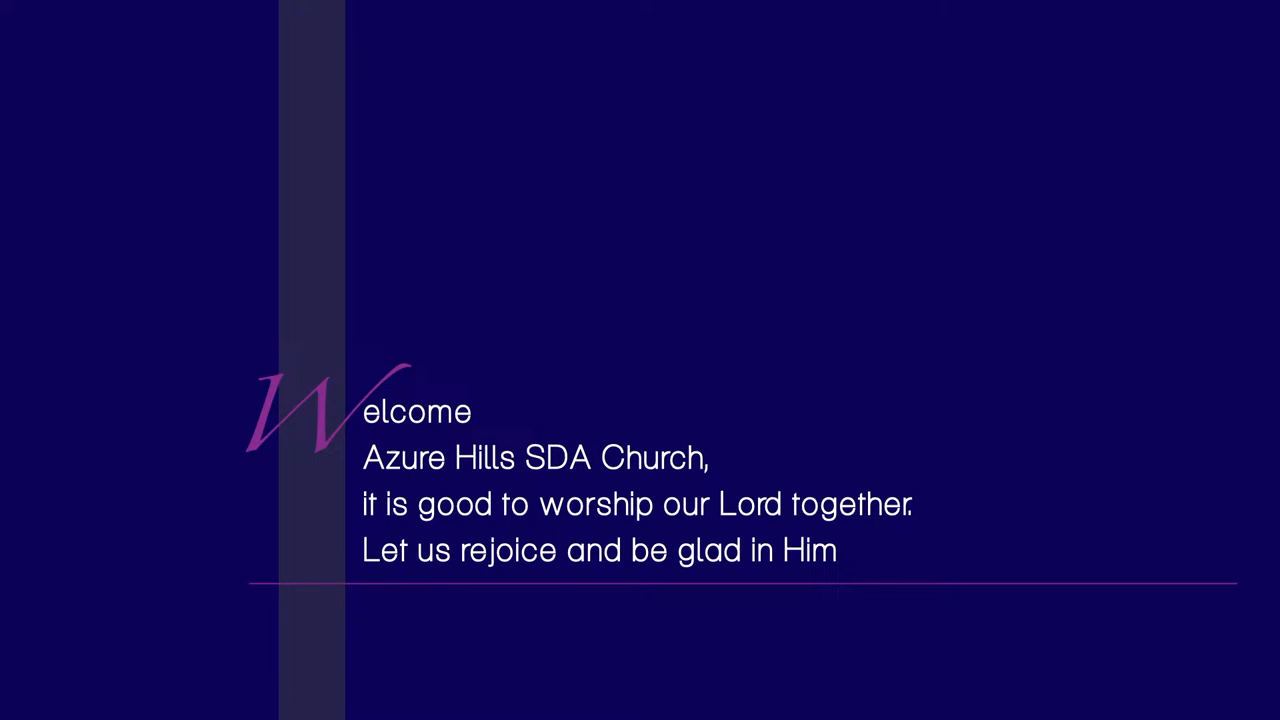 Welcome
Azure Hills SDA Church,
it is good to worship our Lord together.
Let us rejoice and be glad in Him